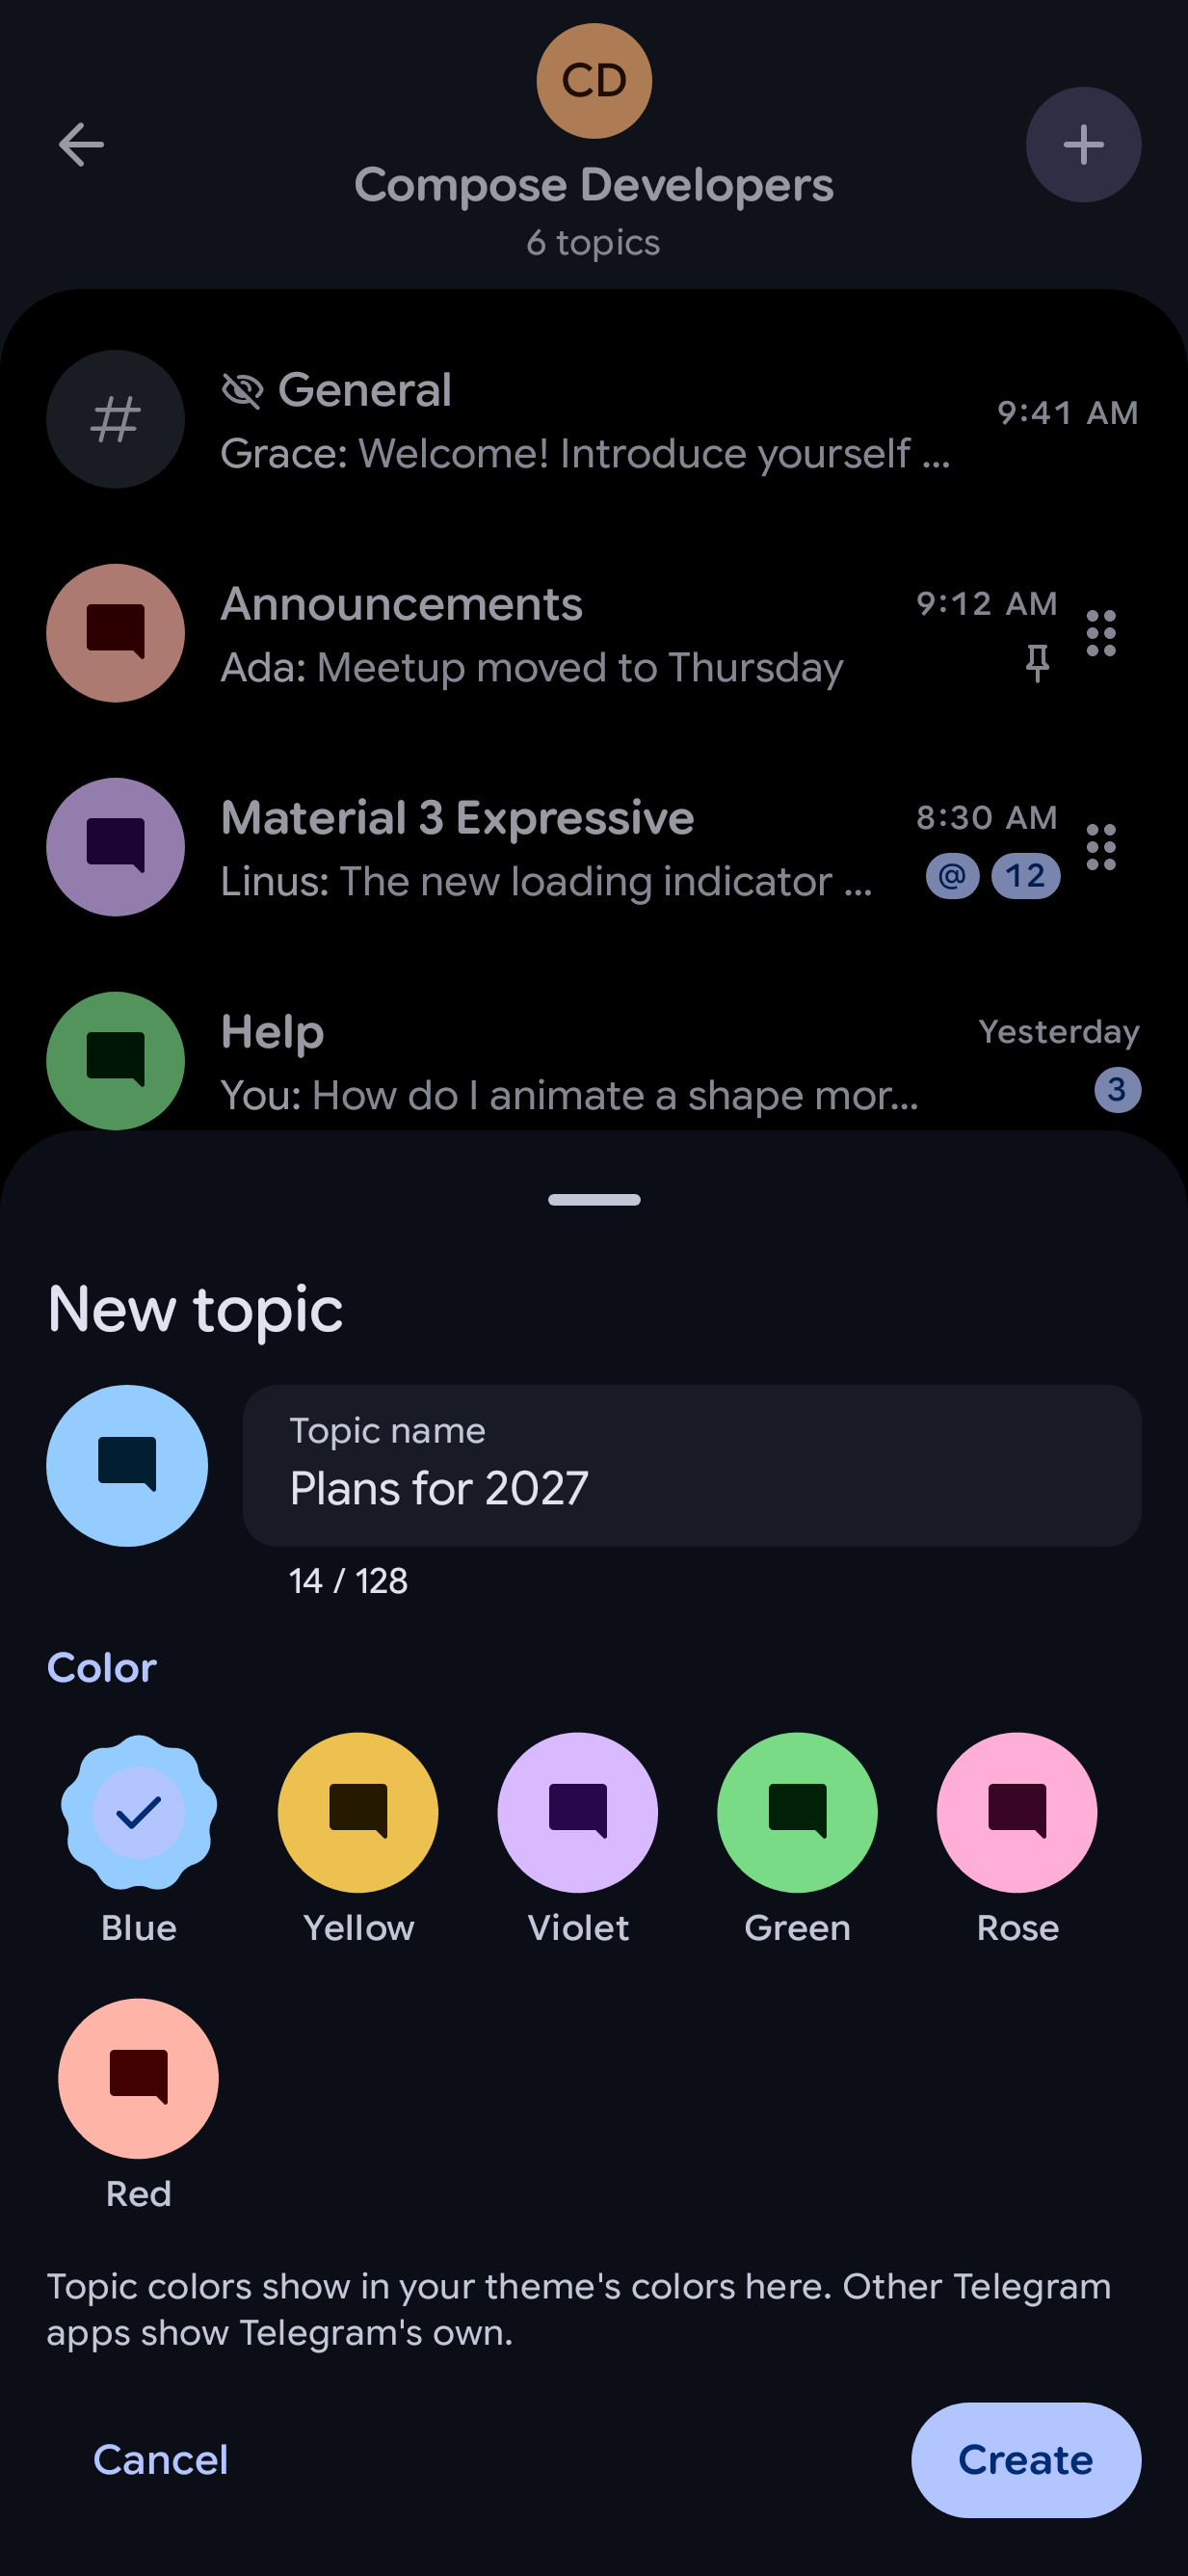 CD
Compose Developers
6 topics
General
9:41 AM
Grace: Welcome! Introduce yourself ...
Announcements
9:12 AM
Ada: Meetup moved to Thursday
Material 3 Expressive
8:30 AM
Linus: The new loading indicator ...
@ 12
Help
Yesterday
You: How do I animate a shape mor...
3
New topic
Topic name
Plans for 2027
14 / 128
Color
Blue
Yellow
Violet
Green
Rose
Red
Topic colors show in your theme's colors here. Other Telegram
apps show Telegram's own.
Cancel
Create